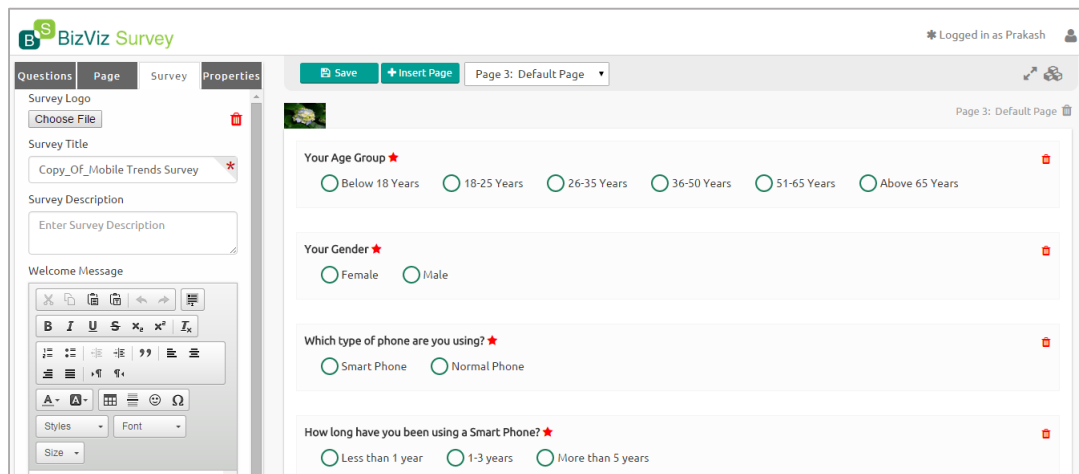 BS BizViz Survey
Logged in as Prakash
Questions Page Survey Properties
Save + Insert Page Page 3: Default Page
Survey Logo
Choose File
Page 3: Default Page
Survey Title
Copy_Of_Mobile Trends Survey *
Survey Description
Enter Survey Description
Welcome Message
B I U S x₂ x² Tx
A A Ω
Styles Font
Size
Your Age Group
Below 18 Years 18-25 Years 26-35 Years 36-50 Years 51-65 Years Above 65 Years
Your Gender
Female Male
Which type of phone are you using?
Smart Phone Normal Phone
How long have you been using a Smart Phone?
Less than 1 year 1-3 years More than 5 years